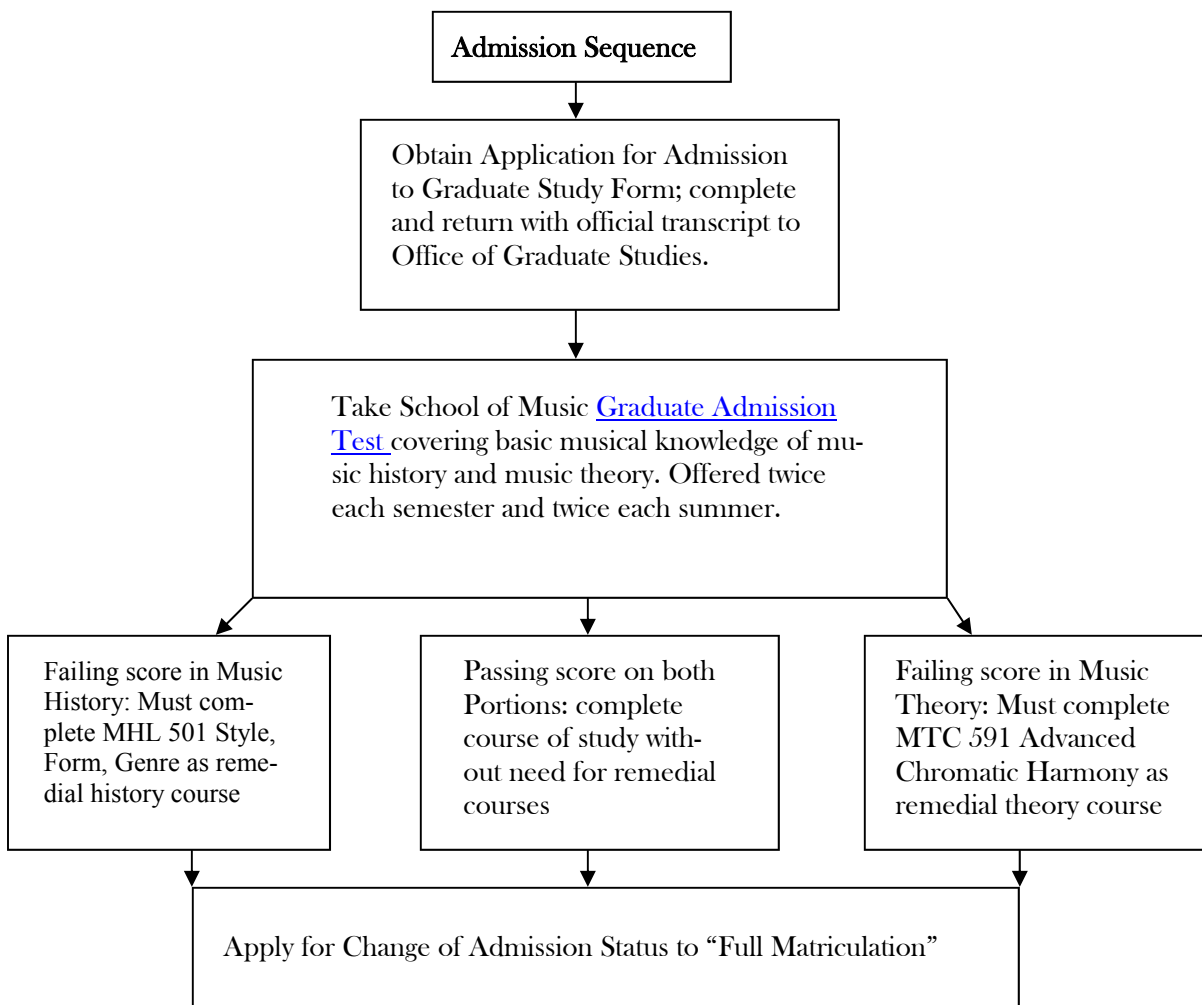 Admission Sequence
Obtain Application for Admission
to Graduate Study Form; complete
and return with official transcript to
Office of Graduate Studies.
Take School of Music Graduate Admission
Test covering basic musical knowledge of mu-
sic history and music theory. Offered twice
each semester and twice each summer.
Failing score in Music
History: Must com-
plete MHL 501 Style,
Form, Genre as reme-
dial history course
Passing score on both
Portions: complete
course of study with-
out need for remedial
courses
Failing score in Music
Theory: Must complete
MTC 591 Advanced
Chromatic Harmony as
remedial theory course
Apply for Change of Admission Status to “Full Matriculation”